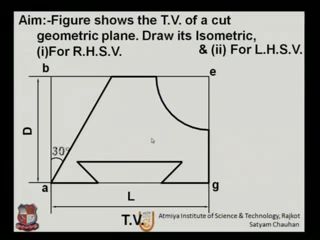 Aim:-Figure shows the T.V. of a cut
geometric plane. Draw its Isometric,
(i)For R.H.S.V. & (ii) For L.H.S.V.
b e
D
30°
a g
L
T.V.
Atmiya Institute of Science & Technology, Rajkot
Satyam Chauhan